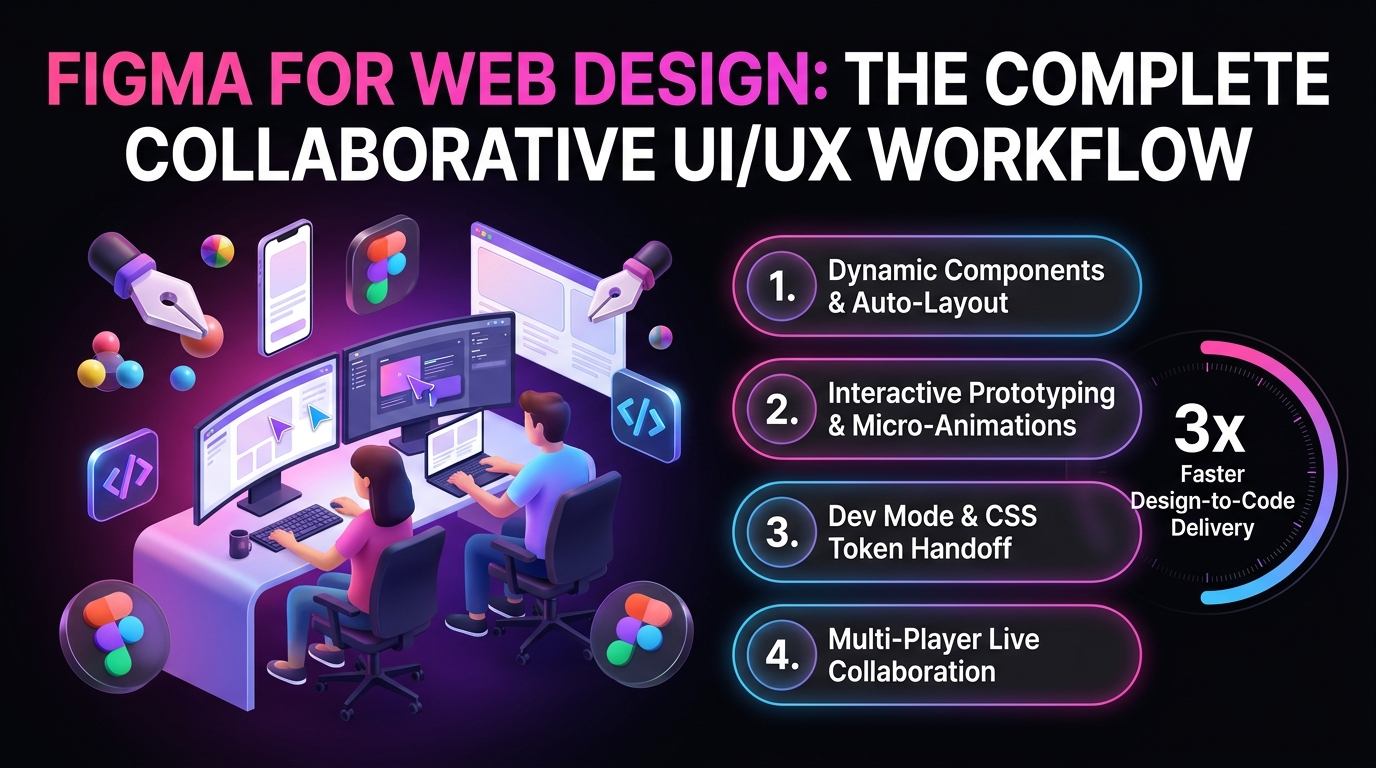 FIGMA FOR WEB DESIGN: THE COMPLETE
COLLABORATIVE UI/UX WORKFLOW
1.
Dynamic Components
& Auto-Layout
2.
Interactive Prototyping
& Micro-Animations
3.
Dev Mode & CSS
Token Handoff
4.
Multi-Player Live
Collaboration
3x
Faster
Design-to-Code
Delivery
</>
</>